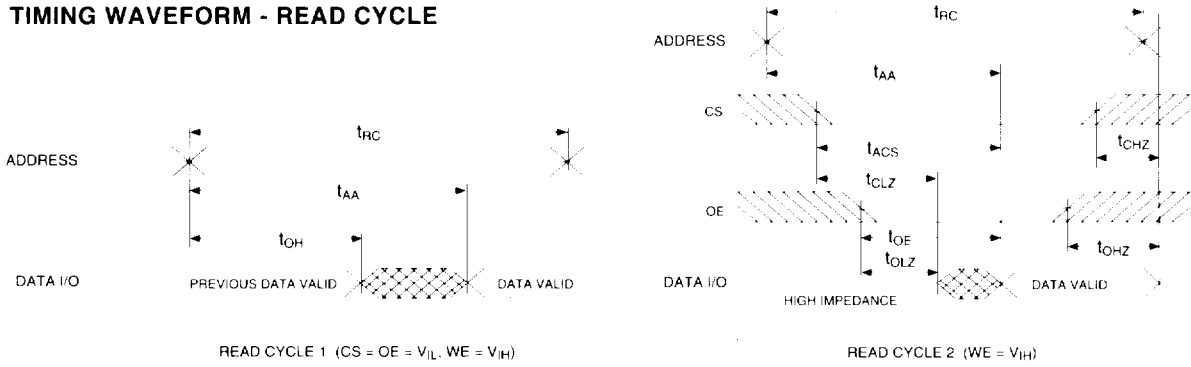 TIMING WAVEFORM - READ CYCLE
tRC
ADDRESS
tAA
tOH
DATA I/O
PREVIOUS DATA VALID
DATA VALID
READ CYCLE 1 (CS = OE = VIL, WE = VIH)
tRC
ADDRESS
tAA
CS
tACS
tCHZ
tCLZ
OE
tOE
tOHZ
tOLZ
DATA I/O
HIGH IMPEDANCE
DATA VALID
READ CYCLE 2 (WE = VIH)